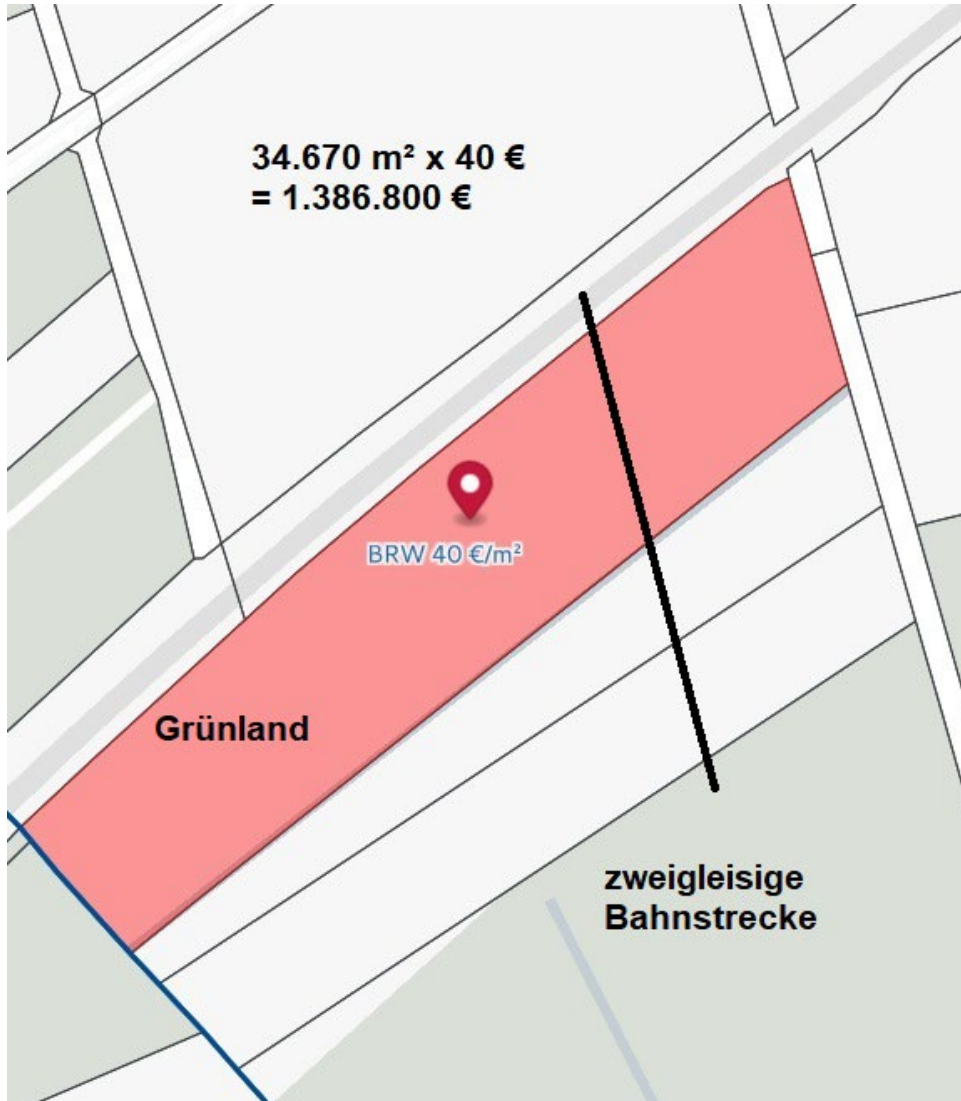 34.670 m² x 40 €
= 1.386.800 €
BRW 40 €/m²
Grünland
zweigleisige
Bahnstrecke